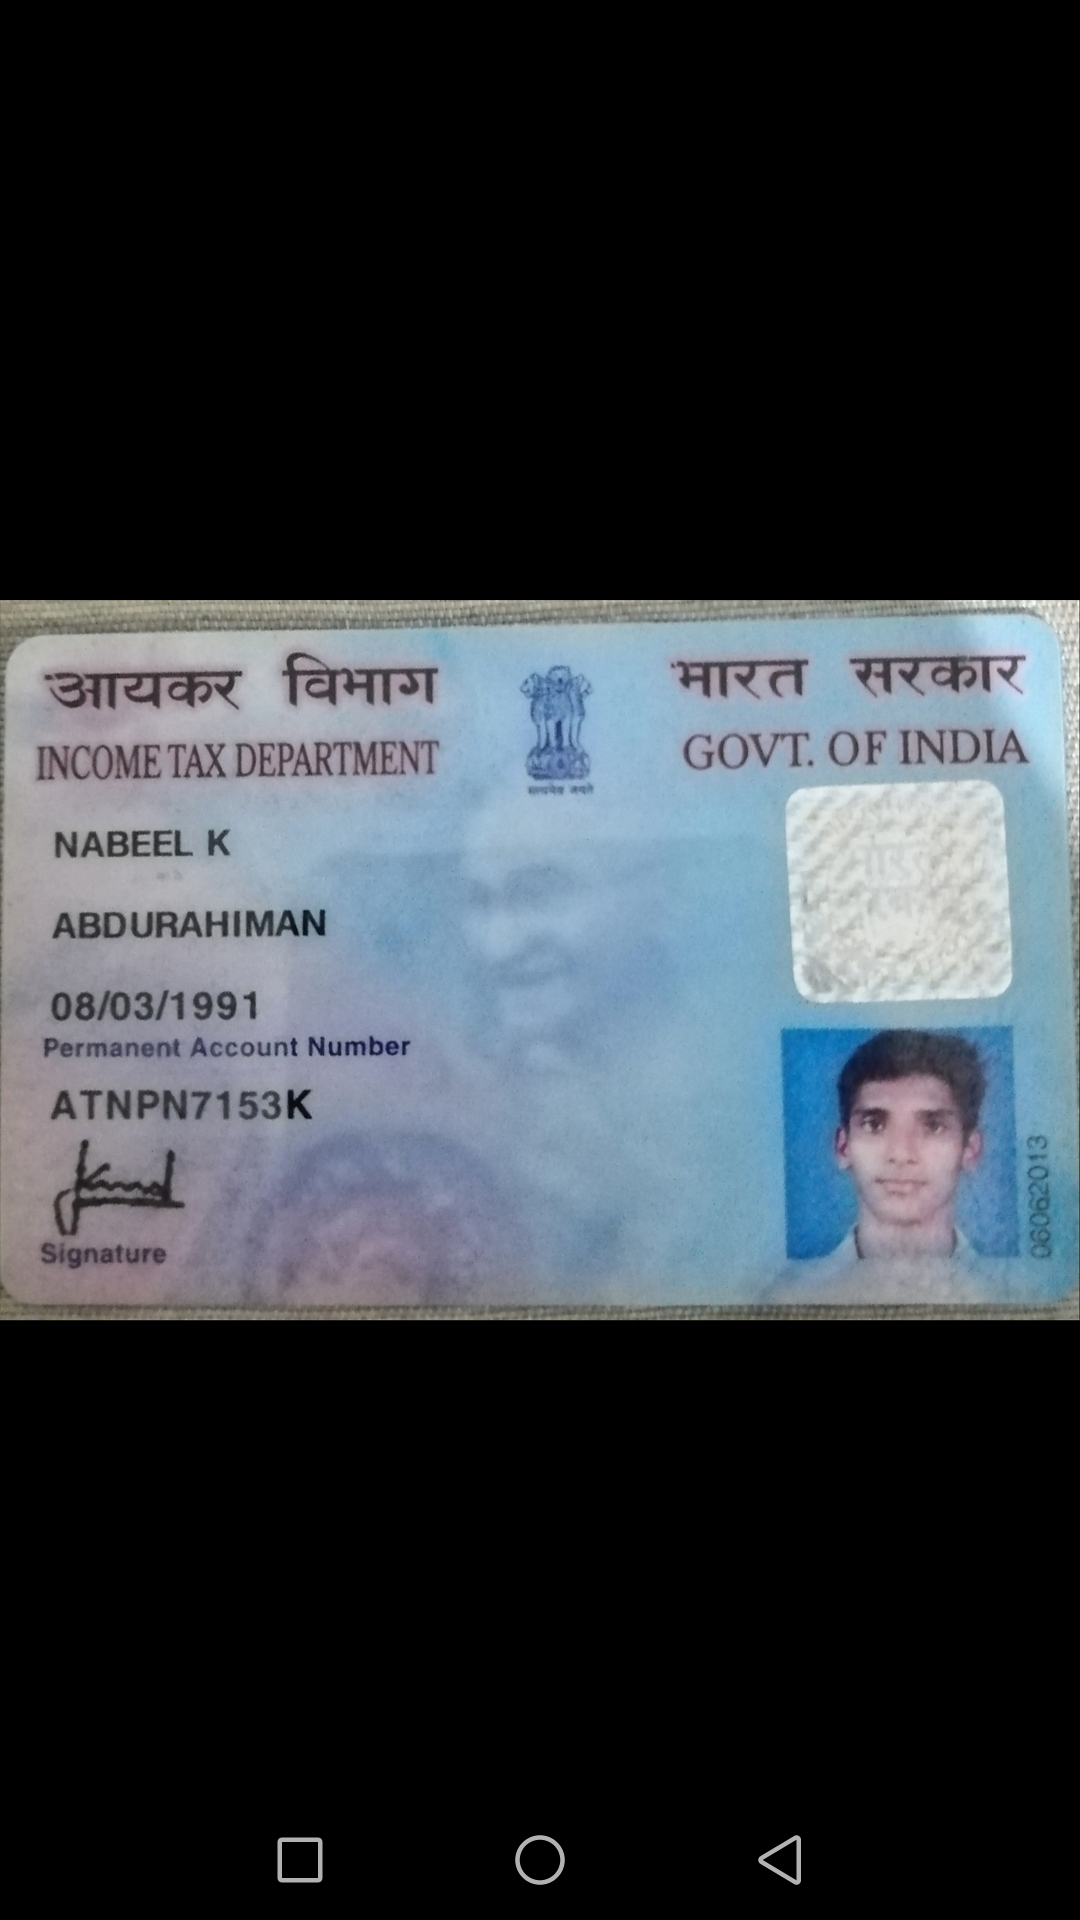 आयकर विभाग
भारत सरकार
INCOME TAX DEPARTMENT
GOVT. OF INDIA
सत्यमेव जयते
NABEEL K
ABDURAHIMAN
08/03/1991
Permanent Account Number
ATNPN7153K
Signature
06062013